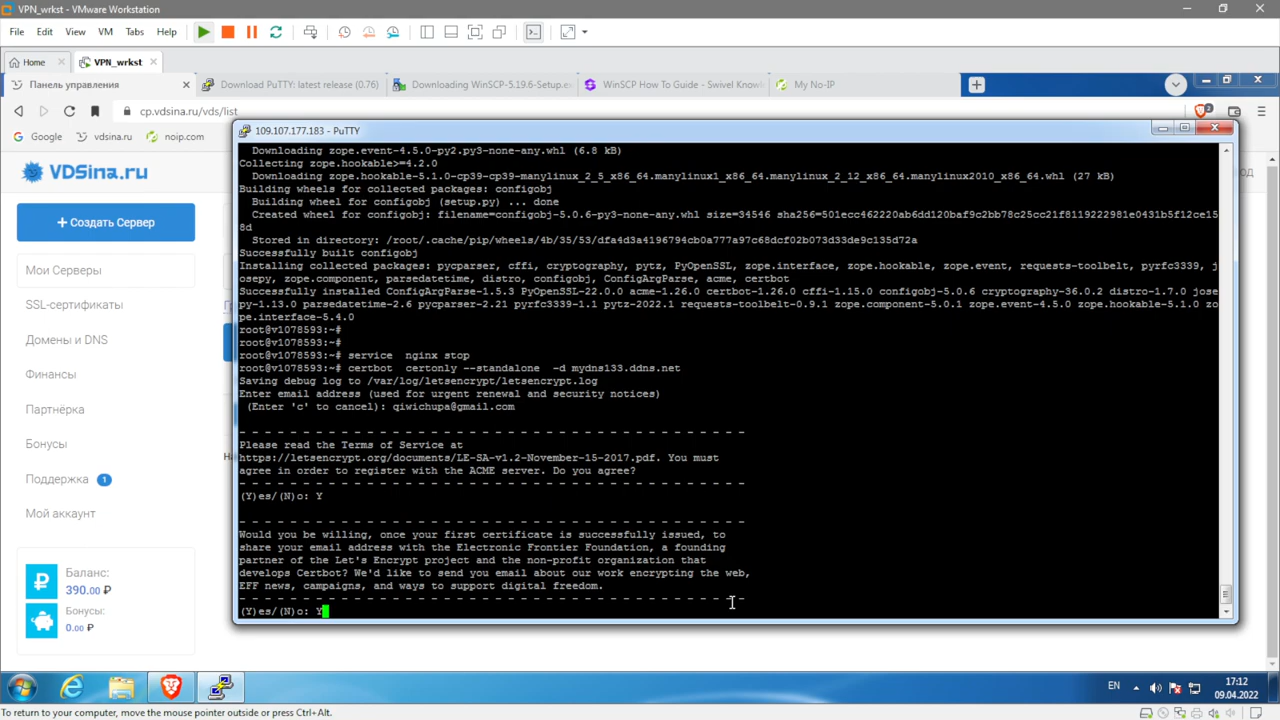 VPN_wrkst - VMware Workstation
File Edit View VM Tabs Help
Home VPN_wrkst
Панель управления
Download PuTTY: latest release (0.76)
Downloading WinSCP-5.19.6-Setup.ex
WinSCP How To Guide - Swivel Knowl
My No-IP
cp.vdsina.ru/vds/list
2
Google vdsina.ru noip.com
VDSina.ru
+ Создать Сервер
Мои Серверы
SSL-сертификаты
Домены и DNS
Финансы
Партнёрка
Бонусы
Поддержка 1
Мой аккаунт
Баланс:
390.00 ₽
Бонусы:
0.00 ₽
109.107.177.183 - PuTTY
Downloading zope.event-4.5.0-py2.py3-none-any.whl (6.8 kB)
Collecting zope.hookable>=4.2.0
Downloading zope.hookable-5.1.0-cp39-cp39-manylinux_2_5_x86_64.manylinux1_x86_64.manylinux_2_12_x86_64.manylinux2010_x86_64.whl (27 kB)
Building wheels for collected packages: configobj
Building wheel for configobj (setup.py) ... done
Created wheel for configobj: filename=configobj-5.0.6-py3-none-any.whl size=34546 sha256=501ecc462220ab6dd120baf9c2bb78c25cc21f8119222981e0431b5f12ce15
8d
Stored in directory: /root/.cache/pip/wheels/4b/35/53/dfa4d3a4196794cb0a777a97c68dcf02b073d33de9c135d72a
Successfully built configobj
Installing collected packages: pycparser, cffi, cryptography, pytz, PyOpenSSL, zope.interface, zope.hookable, zope.event, requests-toolbelt, pyrfc3339, j
osepy, zope.component, parsedatetime, distro, configobj, ConfigArgParse, acme, certbot
Successfully installed ConfigArgParse-1.5.3 PyOpenSSL-22.0.0 acme-1.26.0 certbot-1.26.0 cffi-1.15.0 configobj-5.0.6 cryptography-36.0.2 distro-1.7.0 jose
py-1.13.0 parsedatetime-2.6 pycparser-2.21 pyrfc3339-1.1 pytz-2022.1 requests-toolbelt-0.9.1 zope.component-5.0.1 zope.event-4.5.0 zope.hookable-5.1.0 zo
pe.interface-5.4.0
root@v1078593:~#
root@v1078593:~#
root@v1078593:~# service  nginx stop
root@v1078593:~# certbot  certonly --standalone  -d mydns133.ddns.net
Saving debug log to /var/log/letsencrypt/letsencrypt.log
Enter email address (used for urgent renewal and security notices)
(Enter 'c' to cancel): qiwichupa@gmail.com
- - - - - - - - - - - - - - - - - - - - - - - - - - - - - - - - - - - - - - - -
Please read the Terms of Service at
https://letsencrypt.org/documents/LE-SA-v1.2-November-15-2017.pdf. You must
agree in order to register with the ACME server. Do you agree?
- - - - - - - - - - - - - - - - - - - - - - - - - - - - - - - - - - - - - - - -
(Y)es/(N)o: Y
- - - - - - - - - - - - - - - - - - - - - - - - - - - - - - - - - - - - - - - -
Would you be willing, once your first certificate is successfully issued, to
share your email address with the Electronic Frontier Foundation, a founding
partner of the Let's Encrypt project and the non-profit organization that
develops Certbot? We'd like to send you email about our work encrypting the web,
EFF news, campaigns, and ways to support digital freedom.
- - - - - - - - - - - - - - - - - - - - - - - - - - - - - - - - - - - - - - - -
(Y)es/(N)o: Y
EN
17:12
09.04.2022
To return to your computer, move the mouse pointer outside or press Ctrl+Alt.